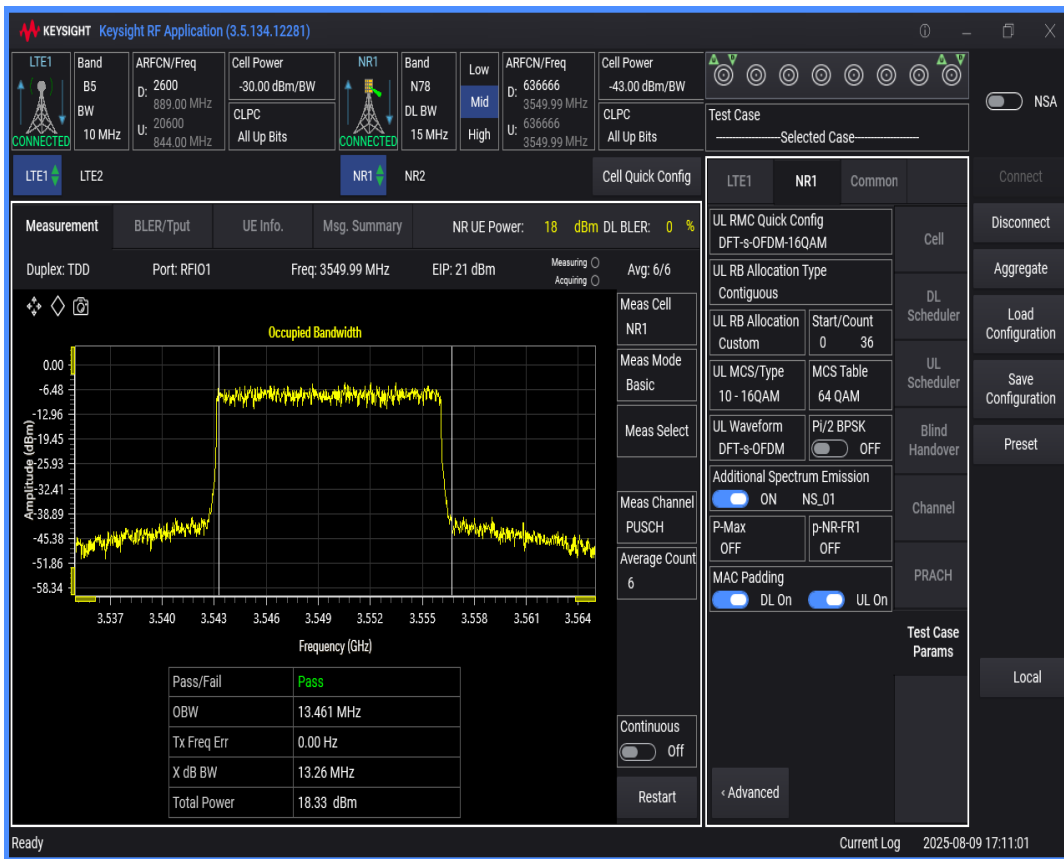 KEYSIGHT Keysight RF Application (3.5.134.12281)
LTE1 Band ARFCN/Freq Cell Power NR1 Band Low ARFCN/Freq Cell Power
B5 D: 2600 -30.00 dBm/BW N78 D: 636666 -43.00 dBm/BW
889.00 MHz Mid 3549.99 MHz
BW CLPC DL BW CLPC
CONNECTED 10 MHz U: 20600 All Up Bits CONNECTED 15 MHz High U: 636666 All Up Bits
844.00 MHz 3549.99 MHz
Test Case
Selected Case
NSA
LTE1 LTE2 NR1 NR2 Cell Quick Config
Measurement BLER/Tput UE Info. Msg. Summary NR UE Power: 18 dBm DL BLER: 0 %
Duplex: TDD Port: RFIO1 Freq: 3549.99 MHz EIP: 21 dBm Measuring Avg: 6/6
Acquiring
Occupied Bandwidth
Amplitude (dBm)
0.00
-6.48
-12.96
-19.45
-25.93
-32.41
-38.89
-45.38
-51.86
-58.34
3.537 3.540 3.543 3.546 3.549 3.552 3.555 3.558 3.561 3.564
Frequency (GHz)
Pass/Fail Pass
OBW 13.461 MHz
Tx Freq Err 0.00 Hz
X dB BW 13.26 MHz
Total Power 18.33 dBm
Meas Cell
NR1
Meas Mode
Basic
Meas Select
Meas Channel
PUSCH
Average Count
6
Continuous
Off
Restart
LTE1 NR1 Common
UL RMC Quick Config
DFT-s-OFDM-16QAM
UL RB Allocation Type
Contiguous
UL RB Allocation Start/Count
Custom 0 36
UL MCS/Type MCS Table
10 - 16QAM 64 QAM
UL Waveform Pi/2 BPSK
DFT-s-OFDM OFF
Additional Spectrum Emission
ON NS_01
P-Max p-NR-FR1
OFF OFF
MAC Padding
DL On UL On
‹ Advanced
Cell
DL
Scheduler
UL
Scheduler
Blind
Handover
Channel
PRACH
Test Case
Params
Connect
Disconnect
Aggregate
Load
Configuration
Save
Configuration
Preset
Local
Ready Current Log 2025-08-09 17:11:01